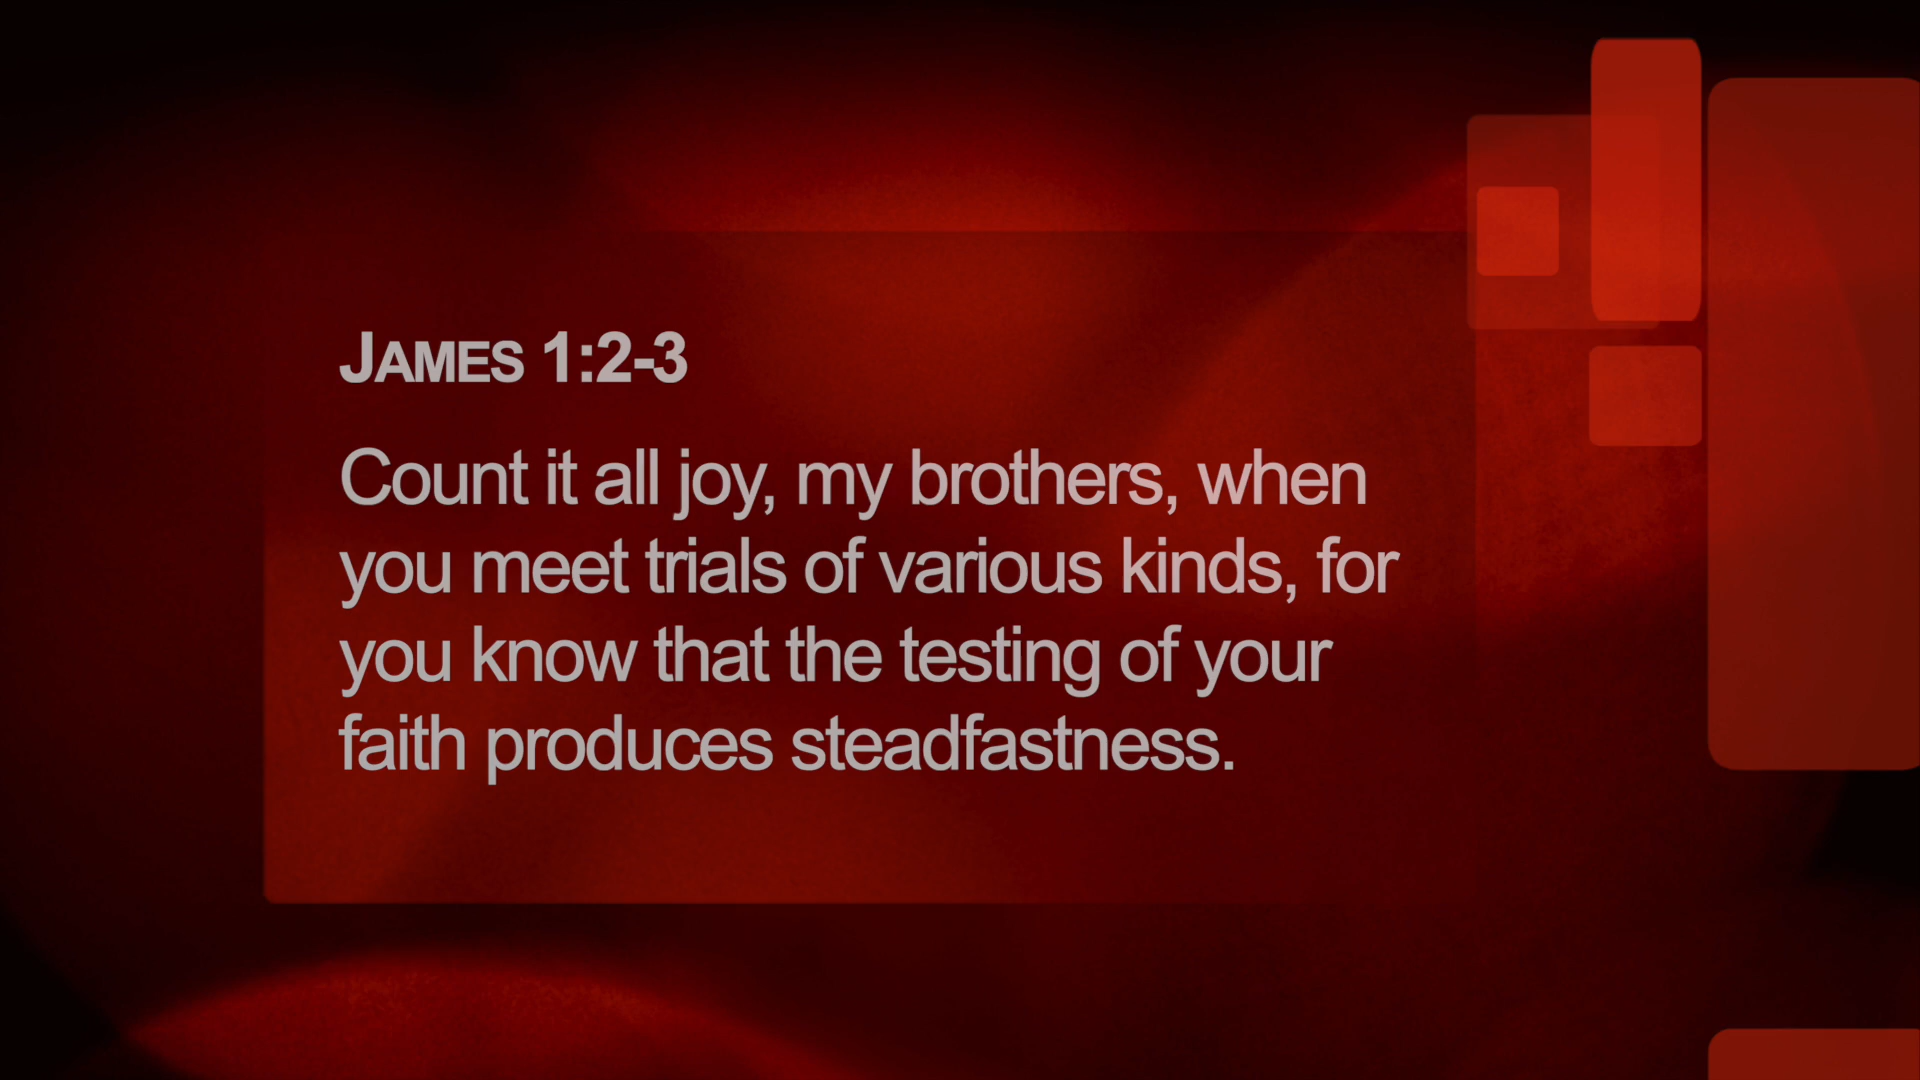 JAMES 1:2-3
Count it all joy, my brothers, when
you meet trials of various kinds, for
you know that the testing of your
faith produces steadfastness.